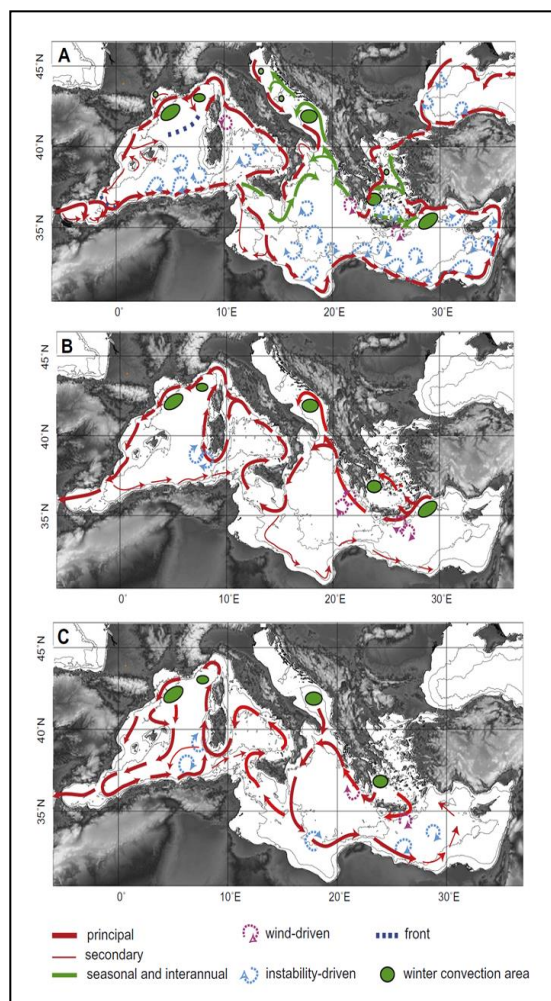 A
45°N
40°N
35°N
0°
10°E
20°E
30°E
B
45°N
40°N
35°N
0°
10°E
20°E
30°E
C
45°N
40°N
35°N
0°
10°E
20°E
30°E
principal
wind-driven
front
secondary
seasonal and interannual
instability-driven
winter convection area